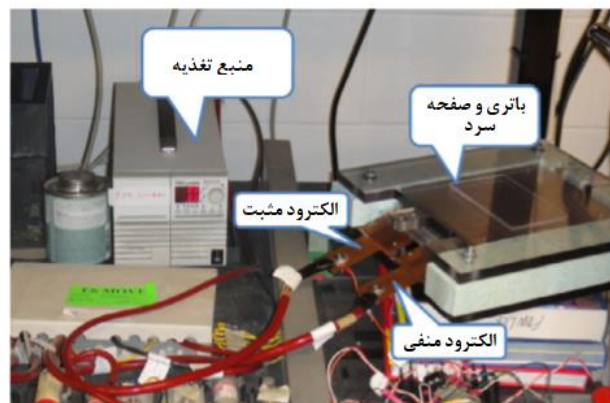 منبع تغذیه
باتری و صفحه
سرد
الکترود مثبت
الکترود منفی